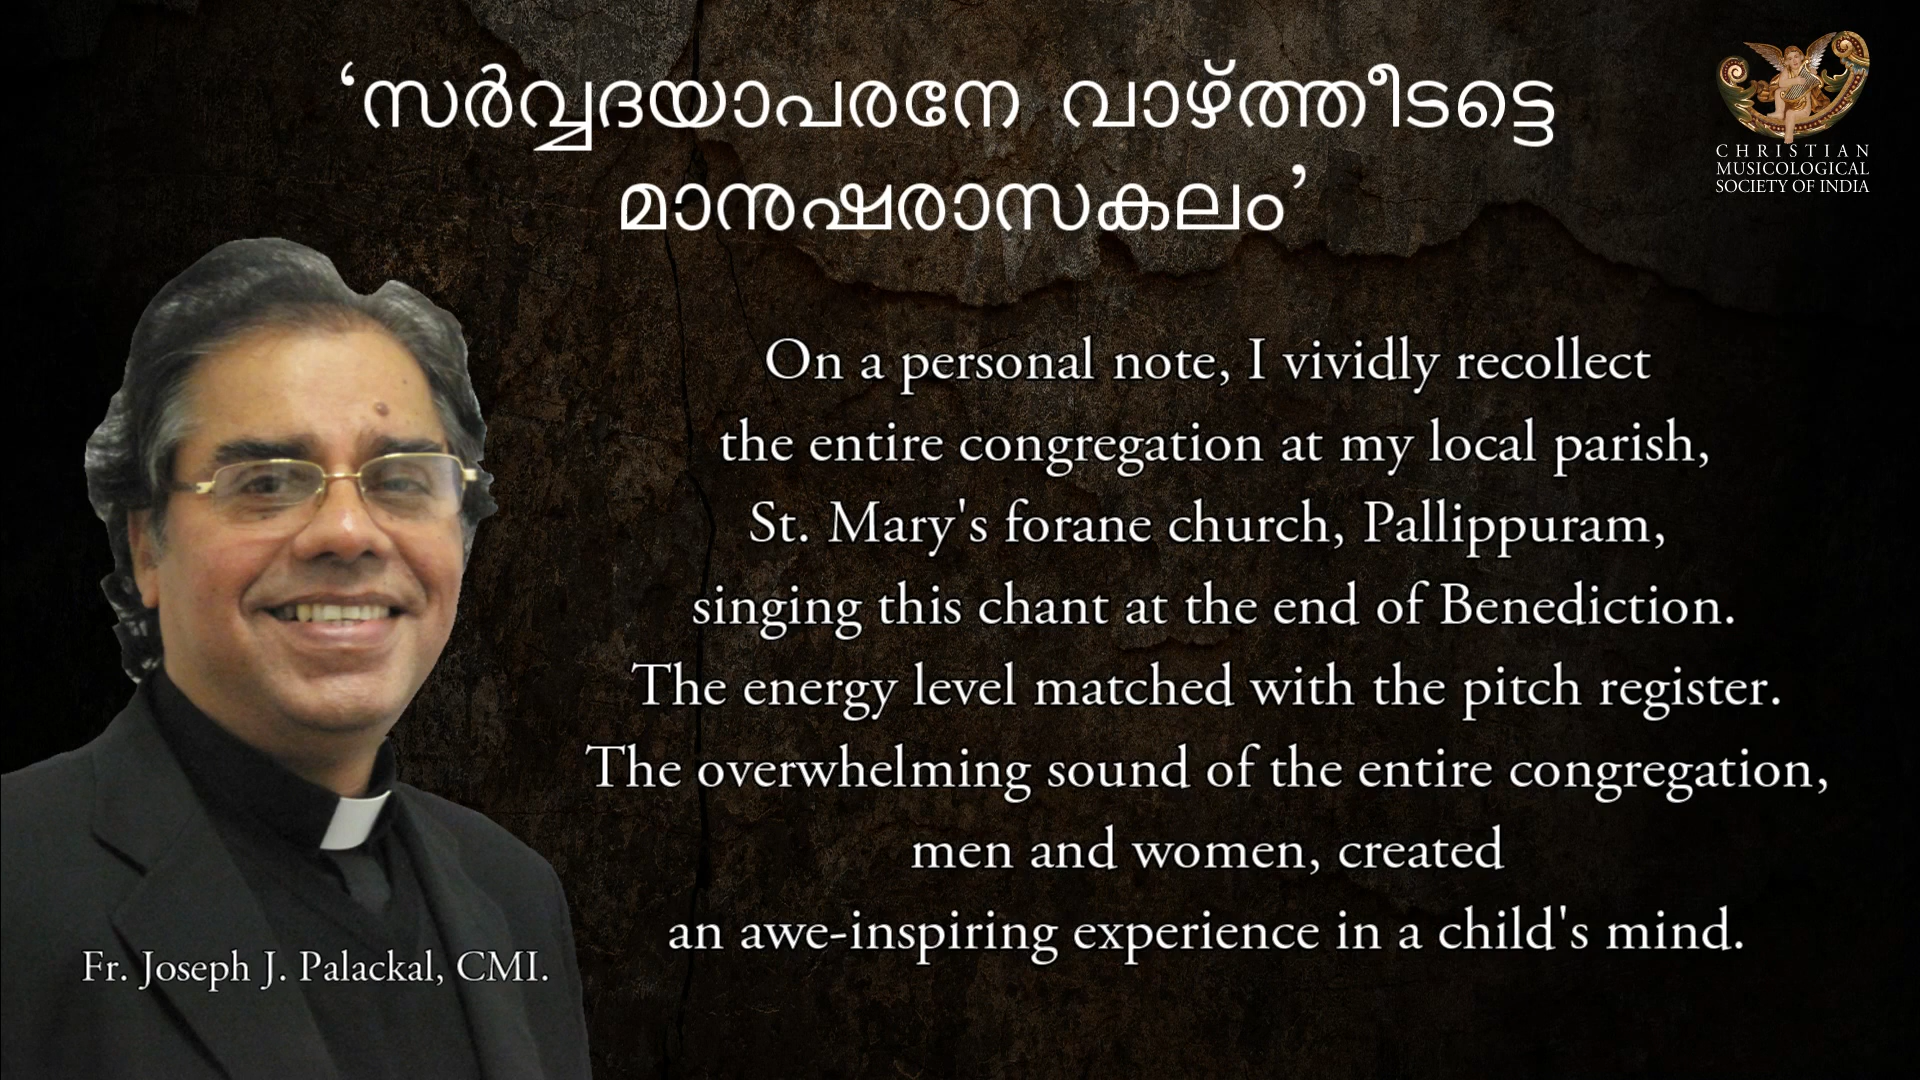 ‘സർവ്വദയാപരനേ വാഴ്ത്തീടട്ടെ
മാനുഷരാസകലം’
CHRISTIAN
MUSICOLOGICAL
SOCIETY OF INDIA
On a personal note, I vividly recollect
the entire congregation at my local parish,
St. Mary's forane church, Pallippuram,
singing this chant at the end of Benediction.
The energy level matched with the pitch register.
The overwhelming sound of the entire congregation,
men and women, created
an awe-inspiring experience in a child's mind.
Fr. Joseph J. Palackal, CMI.